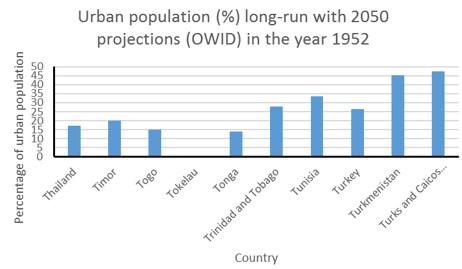 Urban population (%) long-run with 2050
projections (OWID) in the year 1952
Percentage of urban population
50
45
40
35
30
25
20
15
10
5
0
Thailand
Timor
Togo
Tokelau
Tonga
Trinidad and Tobago
Tunisia
Turkey
Turkmenistan
Turks and Caicos...
Country